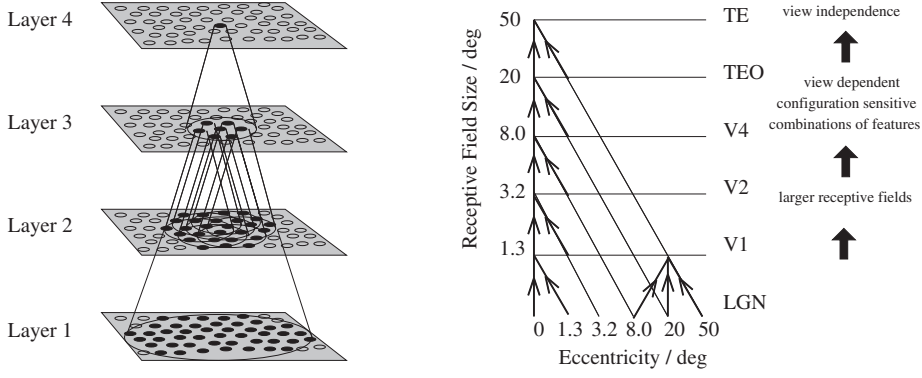 Layer 4
Layer 3
Layer 2
Layer 1
Receptive Field Size / deg
50
20
8.0
3.2
1.3
TE
TEO
V4
V2
V1
LGN
0 1.3 3.2 8.0 20 50
Eccentricity / deg
view independence
view dependent
configuration sensitive
combinations of features
larger receptive fields